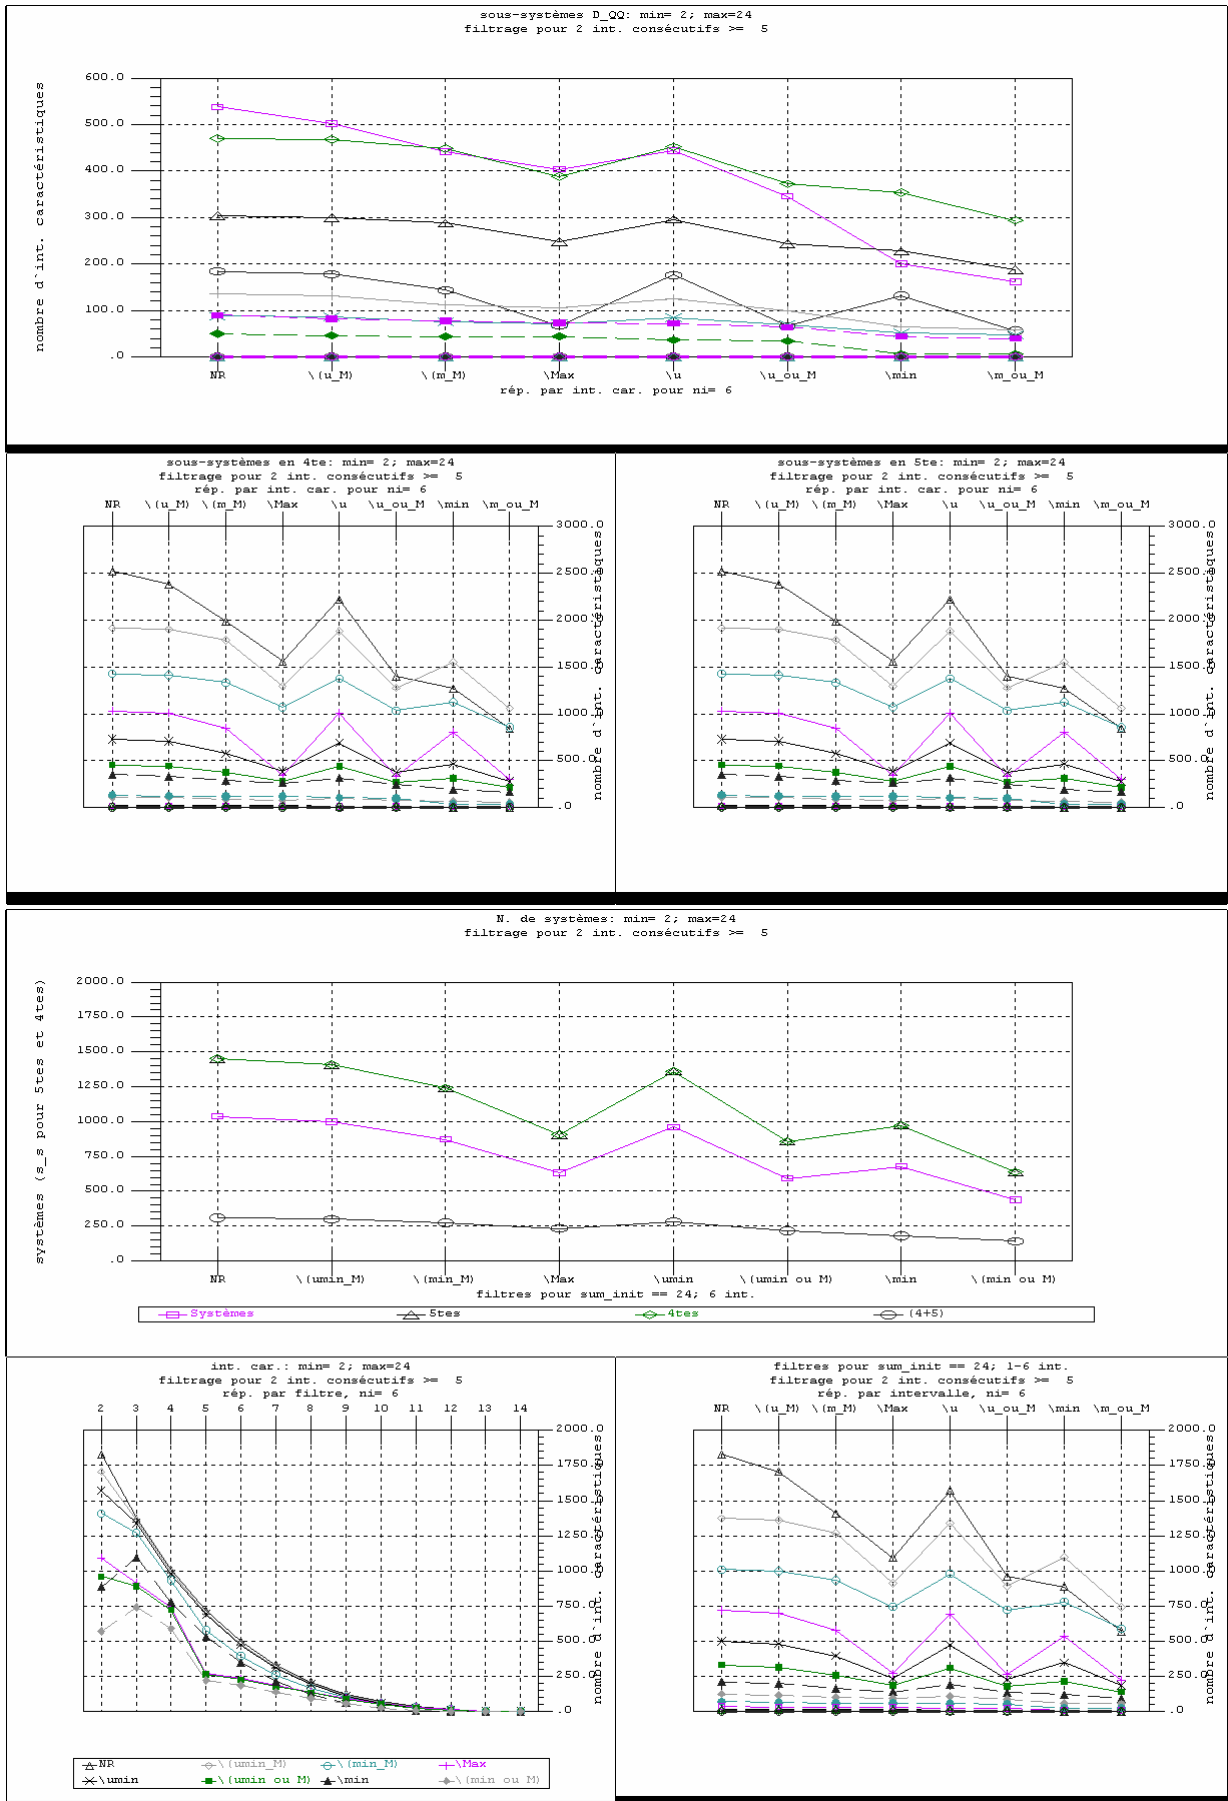 sous-systèmes D_QQ: min= 2; max=24
filtrage pour 2 int. consécutifs >= 5
nombre d`int. caractéristiques
600.0
500.0
400.0
300.0
200.0
100.0
.0
NR \(u_M) \(m_M) \Max \u \u_ou_M \min \m_ou_M
rép. par int. car. pour ni= 6
sous-systèmes en 4te: min= 2; max=24
filtrage pour 2 int. consécutifs >= 5
rép. par int. car. pour ni= 6
NR \(u_M) \(m_M) \Max \u \u_ou_M \min \m_ou_M
3000.0
2500.0
2000.0
1500.0
1000.0
500.0
.0
nombre d`int. caractéristiques
sous-systèmes en 5te: min= 2; max=24
filtrage pour 2 int. consécutifs >= 5
rép. par int. car. pour ni= 6
NR \(u_M) \(m_M) \Max \u \u_ou_M \min \m_ou_M
3000.0
2500.0
2000.0
1500.0
1000.0
500.0
.0
nombre d`int. caractéristiques
N. de systèmes: min= 2; max=24
filtrage pour 2 int. consécutifs >= 5
systèmes (s_s pour 5tes et 4tes)
2000.0
1750.0
1500.0
1250.0
1000.0
750.0
500.0
250.0
.0
NR \(umin_M) \(min_M) \Max \umin \(umin ou M) \min \(min ou M)
filtres pour sum_init == 24; 6 int.
Systèmes 5tes 4tes (4+5)
int. car.: min= 2; max=24
filtrage pour 2 int. consécutifs >= 5
rép. par filtre, ni= 6
2 3 4 5 6 7 8 9 10 11 12 13 14
2000.0
1750.0
1500.0
1250.0
1000.0
750.0
500.0
250.0
.0
nombre d`int. caractéristiques
NR \(umin_M) \(min_M) \Max
\umin \(umin ou M) \min \(min ou M)
filtres pour sum_init == 24; 1-6 int.
filtrage pour 2 int. consécutifs >= 5
rép. par intervalle, ni= 6
NR \(u_M) \(m_M) \Max \u \u_ou_M \min \m_ou_M
2000.0
1750.0
1500.0
1250.0
1000.0
750.0
500.0
250.0
.0
nombre d`int. caractéristiques